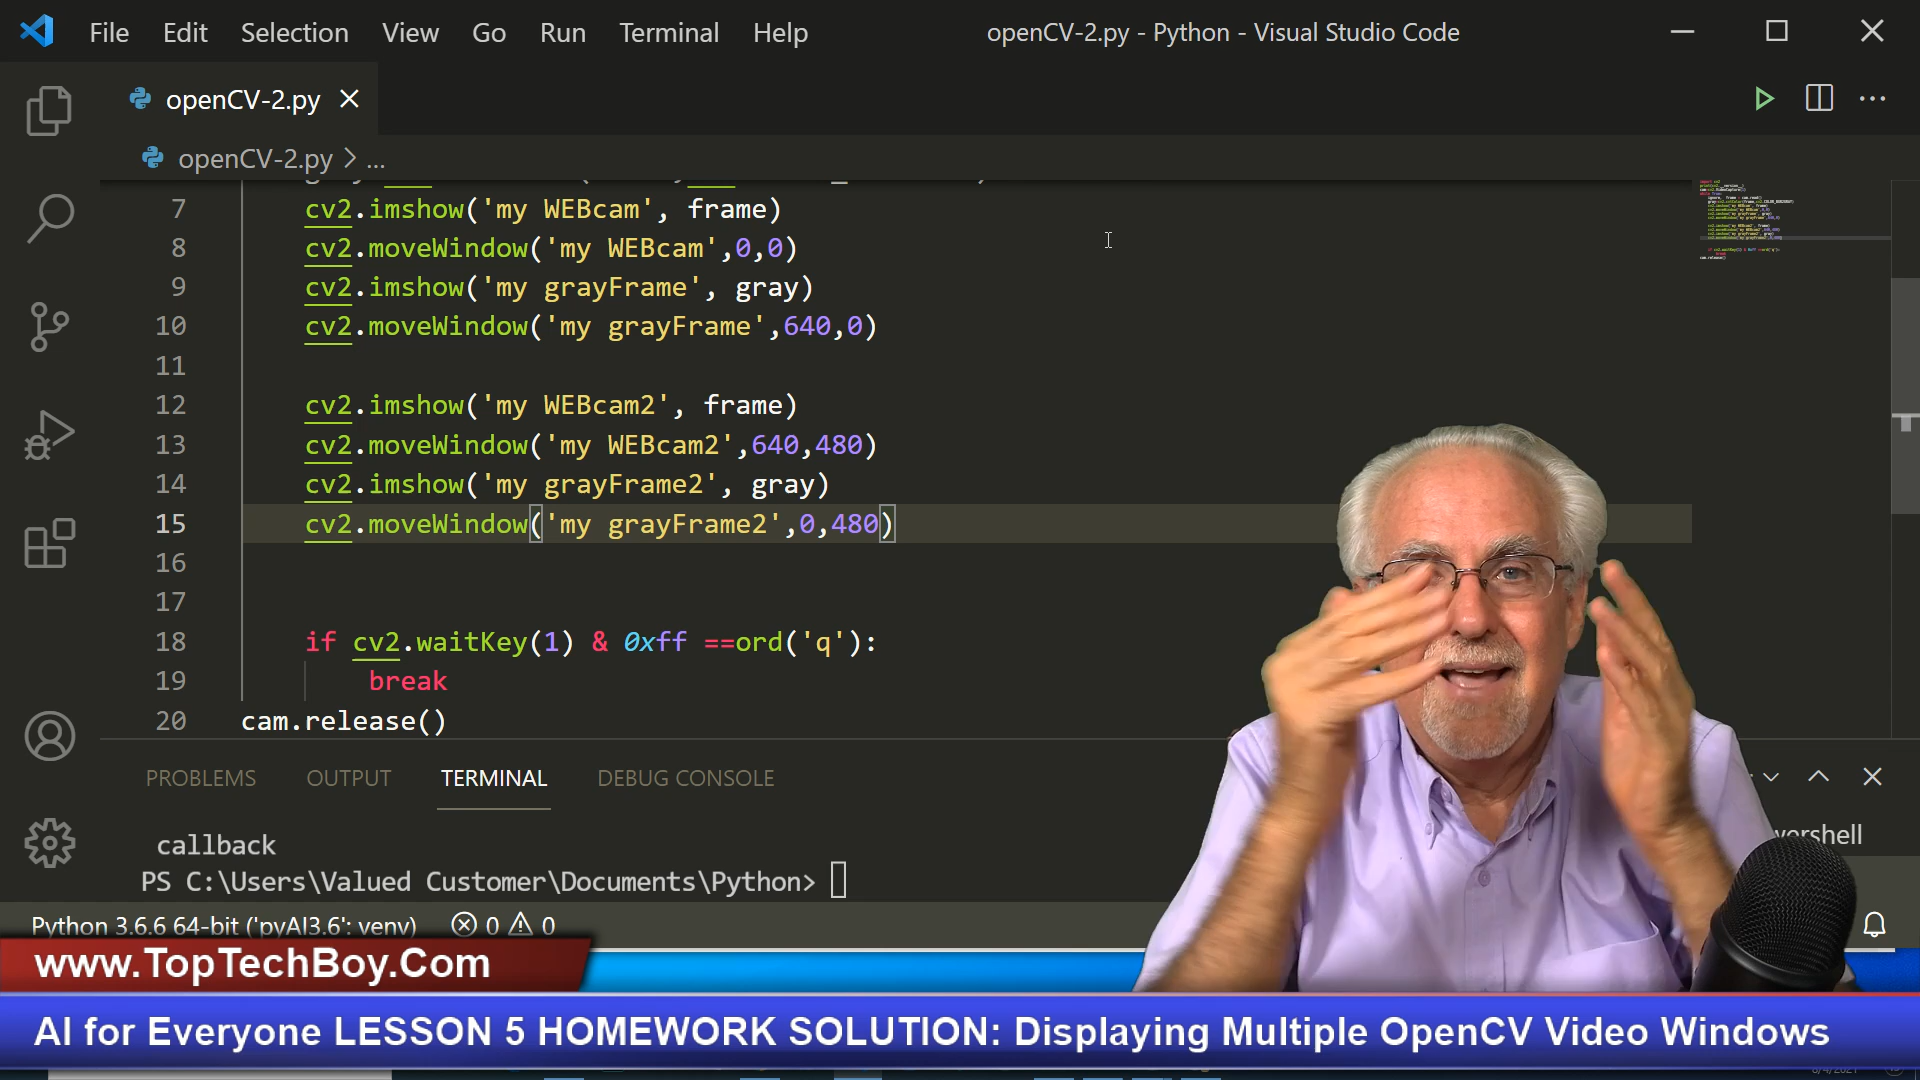 File Edit Selection View Go Run Terminal Help openCV-2.py - Python - Visual Studio Code
openCV-2.py
openCV-2.py > ...
7 cv2.imshow('my WEBcam', frame)
8 cv2.moveWindow('my WEBcam',0,0)
9 cv2.imshow('my grayFrame', gray)
10 cv2.moveWindow('my grayFrame',640,0)
11
12 cv2.imshow('my WEBcam2', frame)
13 cv2.moveWindow('my WEBcam2',640,480)
14 cv2.imshow('my grayFrame2', gray)
15 cv2.moveWindow('my grayFrame2',0,480)
16
17
18 if cv2.waitKey(1) & 0xff ==ord('q'):
19 break
20 cam.release()
PROBLEMS OUTPUT TERMINAL DEBUG CONSOLE
callback
PS C:\Users\Valued Customer\Documents\Python>
Python 3.6.6 64-bit ('pyAI3.6': venv) 0 0
www.TopTechBoy.Com
AI for Everyone LESSON 5 HOMEWORK SOLUTION: Displaying Multiple OpenCV Video Windows